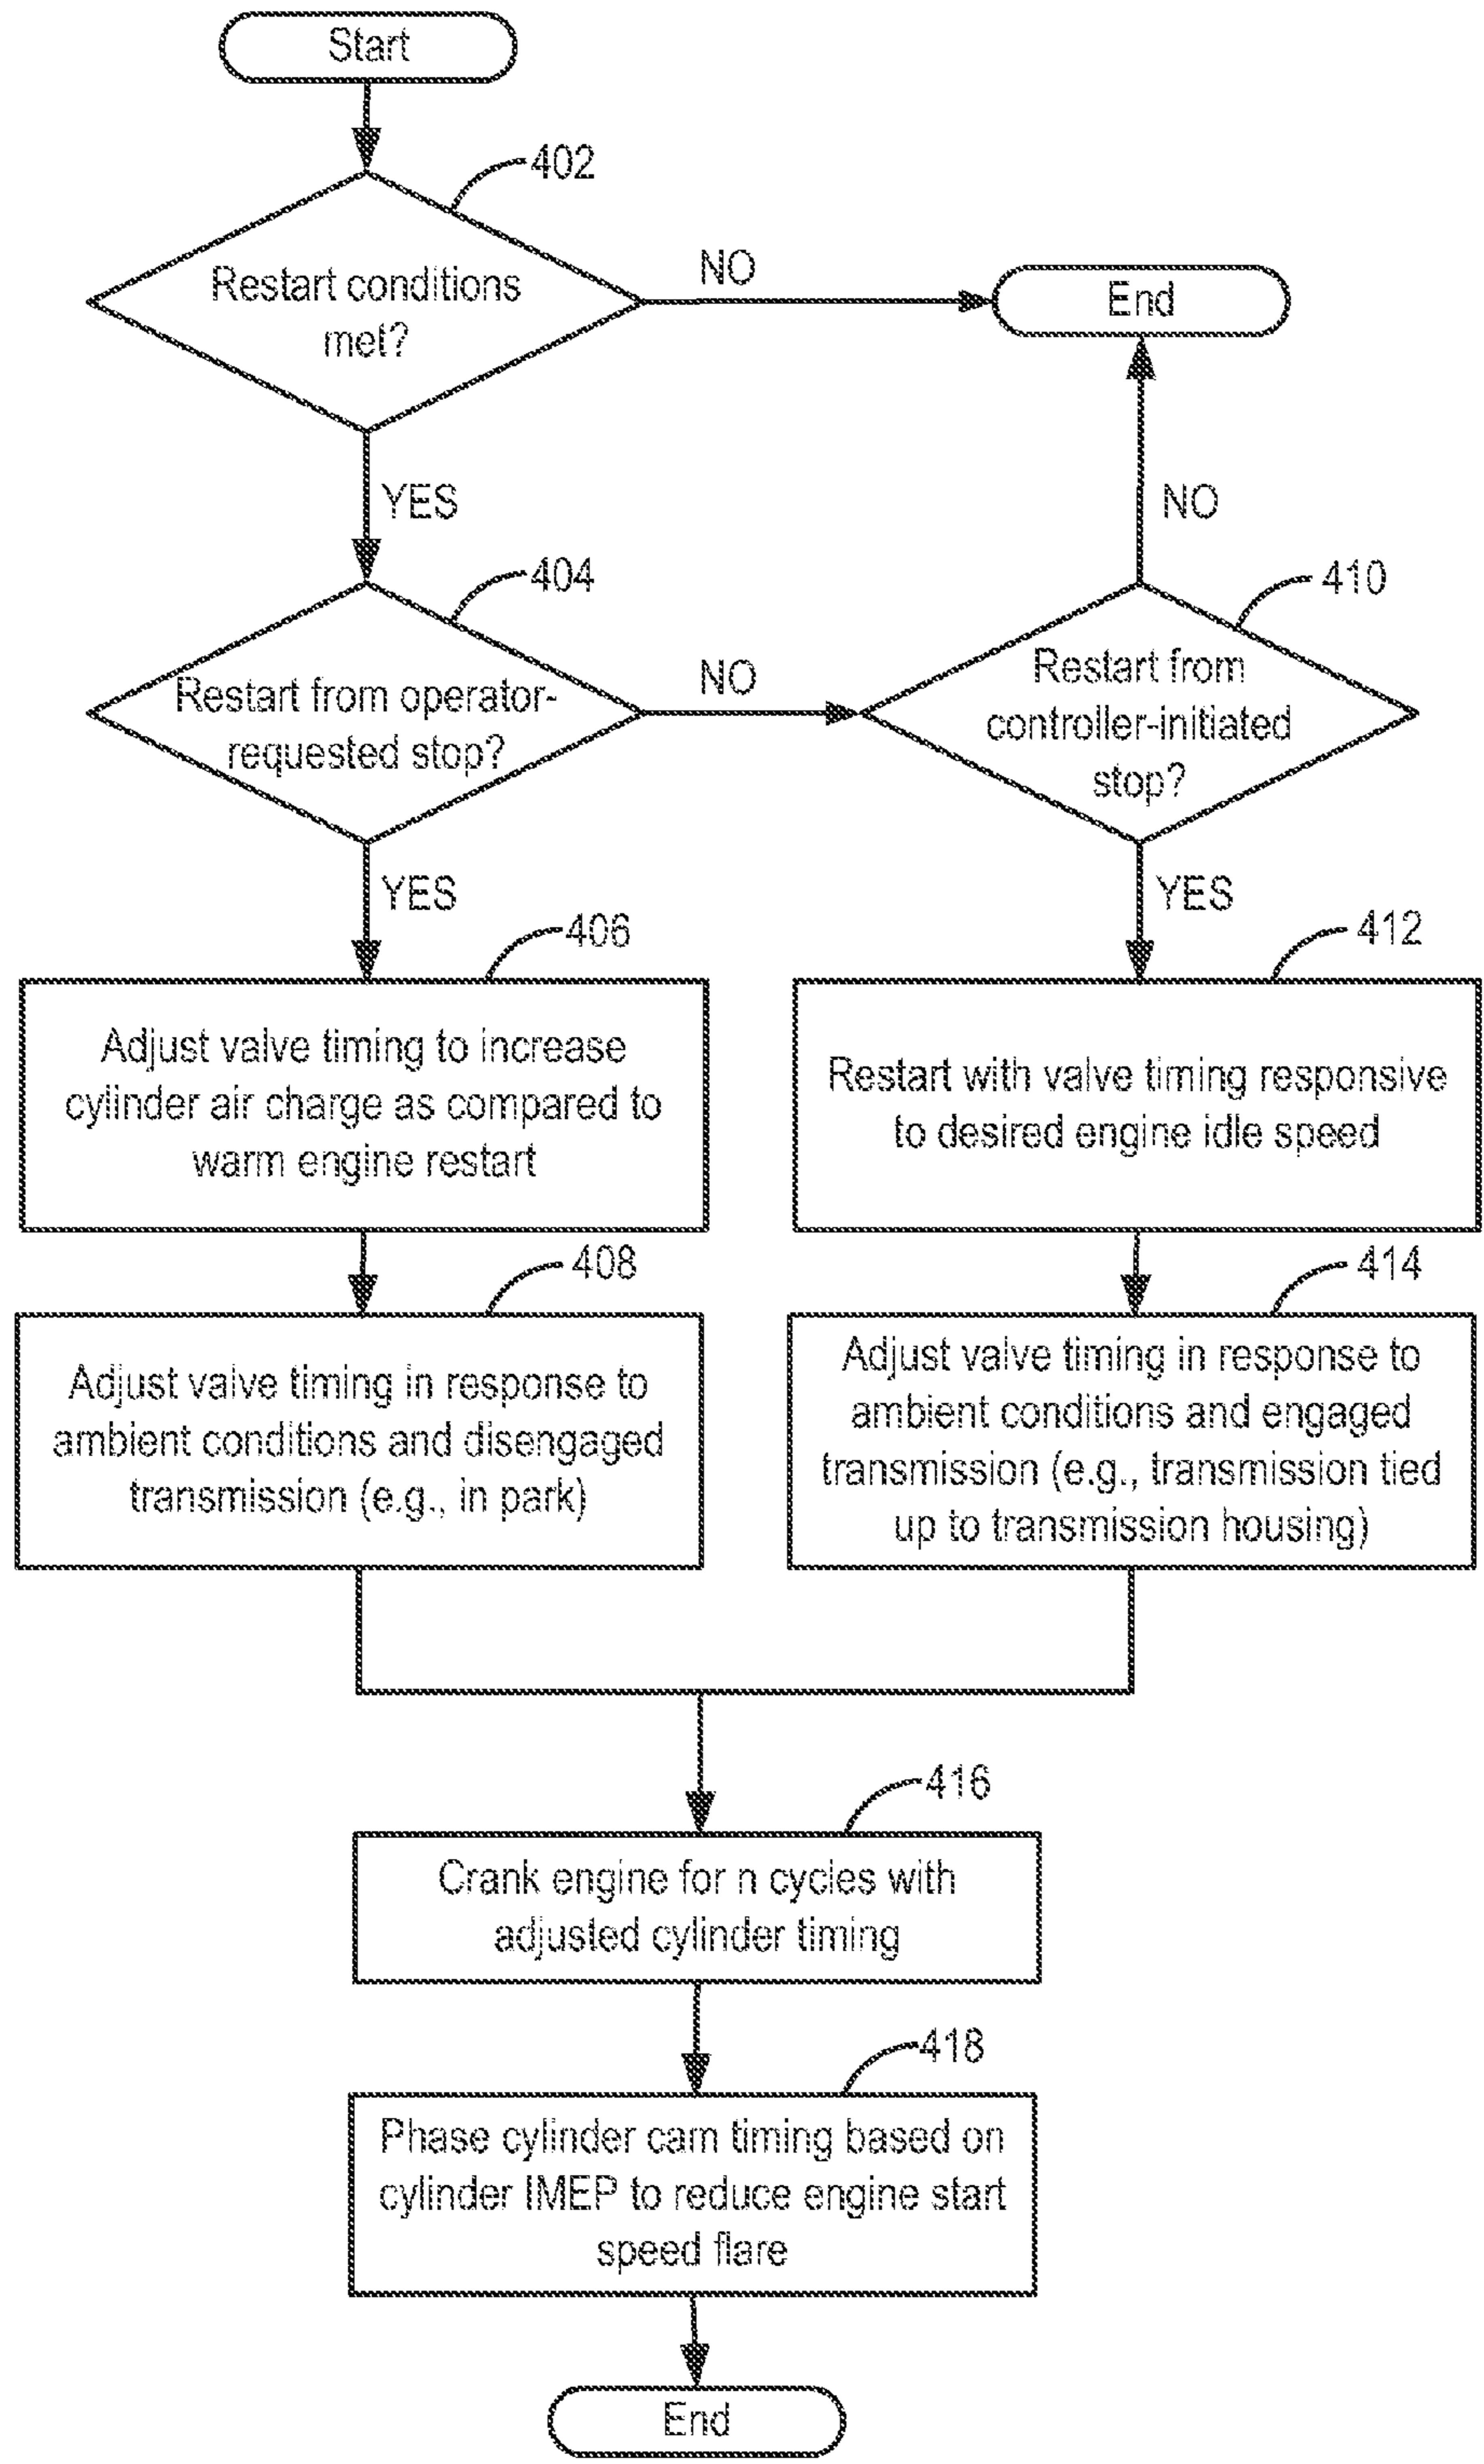 Start
402
Restart conditions
met?
NO
End
YES
NO
404
410
Restart from operator-
requested stop?
NO
Restart from
controller-initiated
stop?
YES
YES
406
412
Adjust valve timing to increase
cylinder air charge as compared to
warm engine restart
Restart with valve timing responsive
to desired engine idle speed
408
414
Adjust valve timing in response to
ambient conditions and disengaged
transmission (e.g., in park)
Adjust valve timing in response to
ambient conditions and engaged
transmission (e.g., transmission tied
up to transmission housing)
416
Crank engine for n cycles with
adjusted cylinder timing
418
Phase cylinder cam timing based on
cylinder IMEP to reduce engine start
speed flare
End